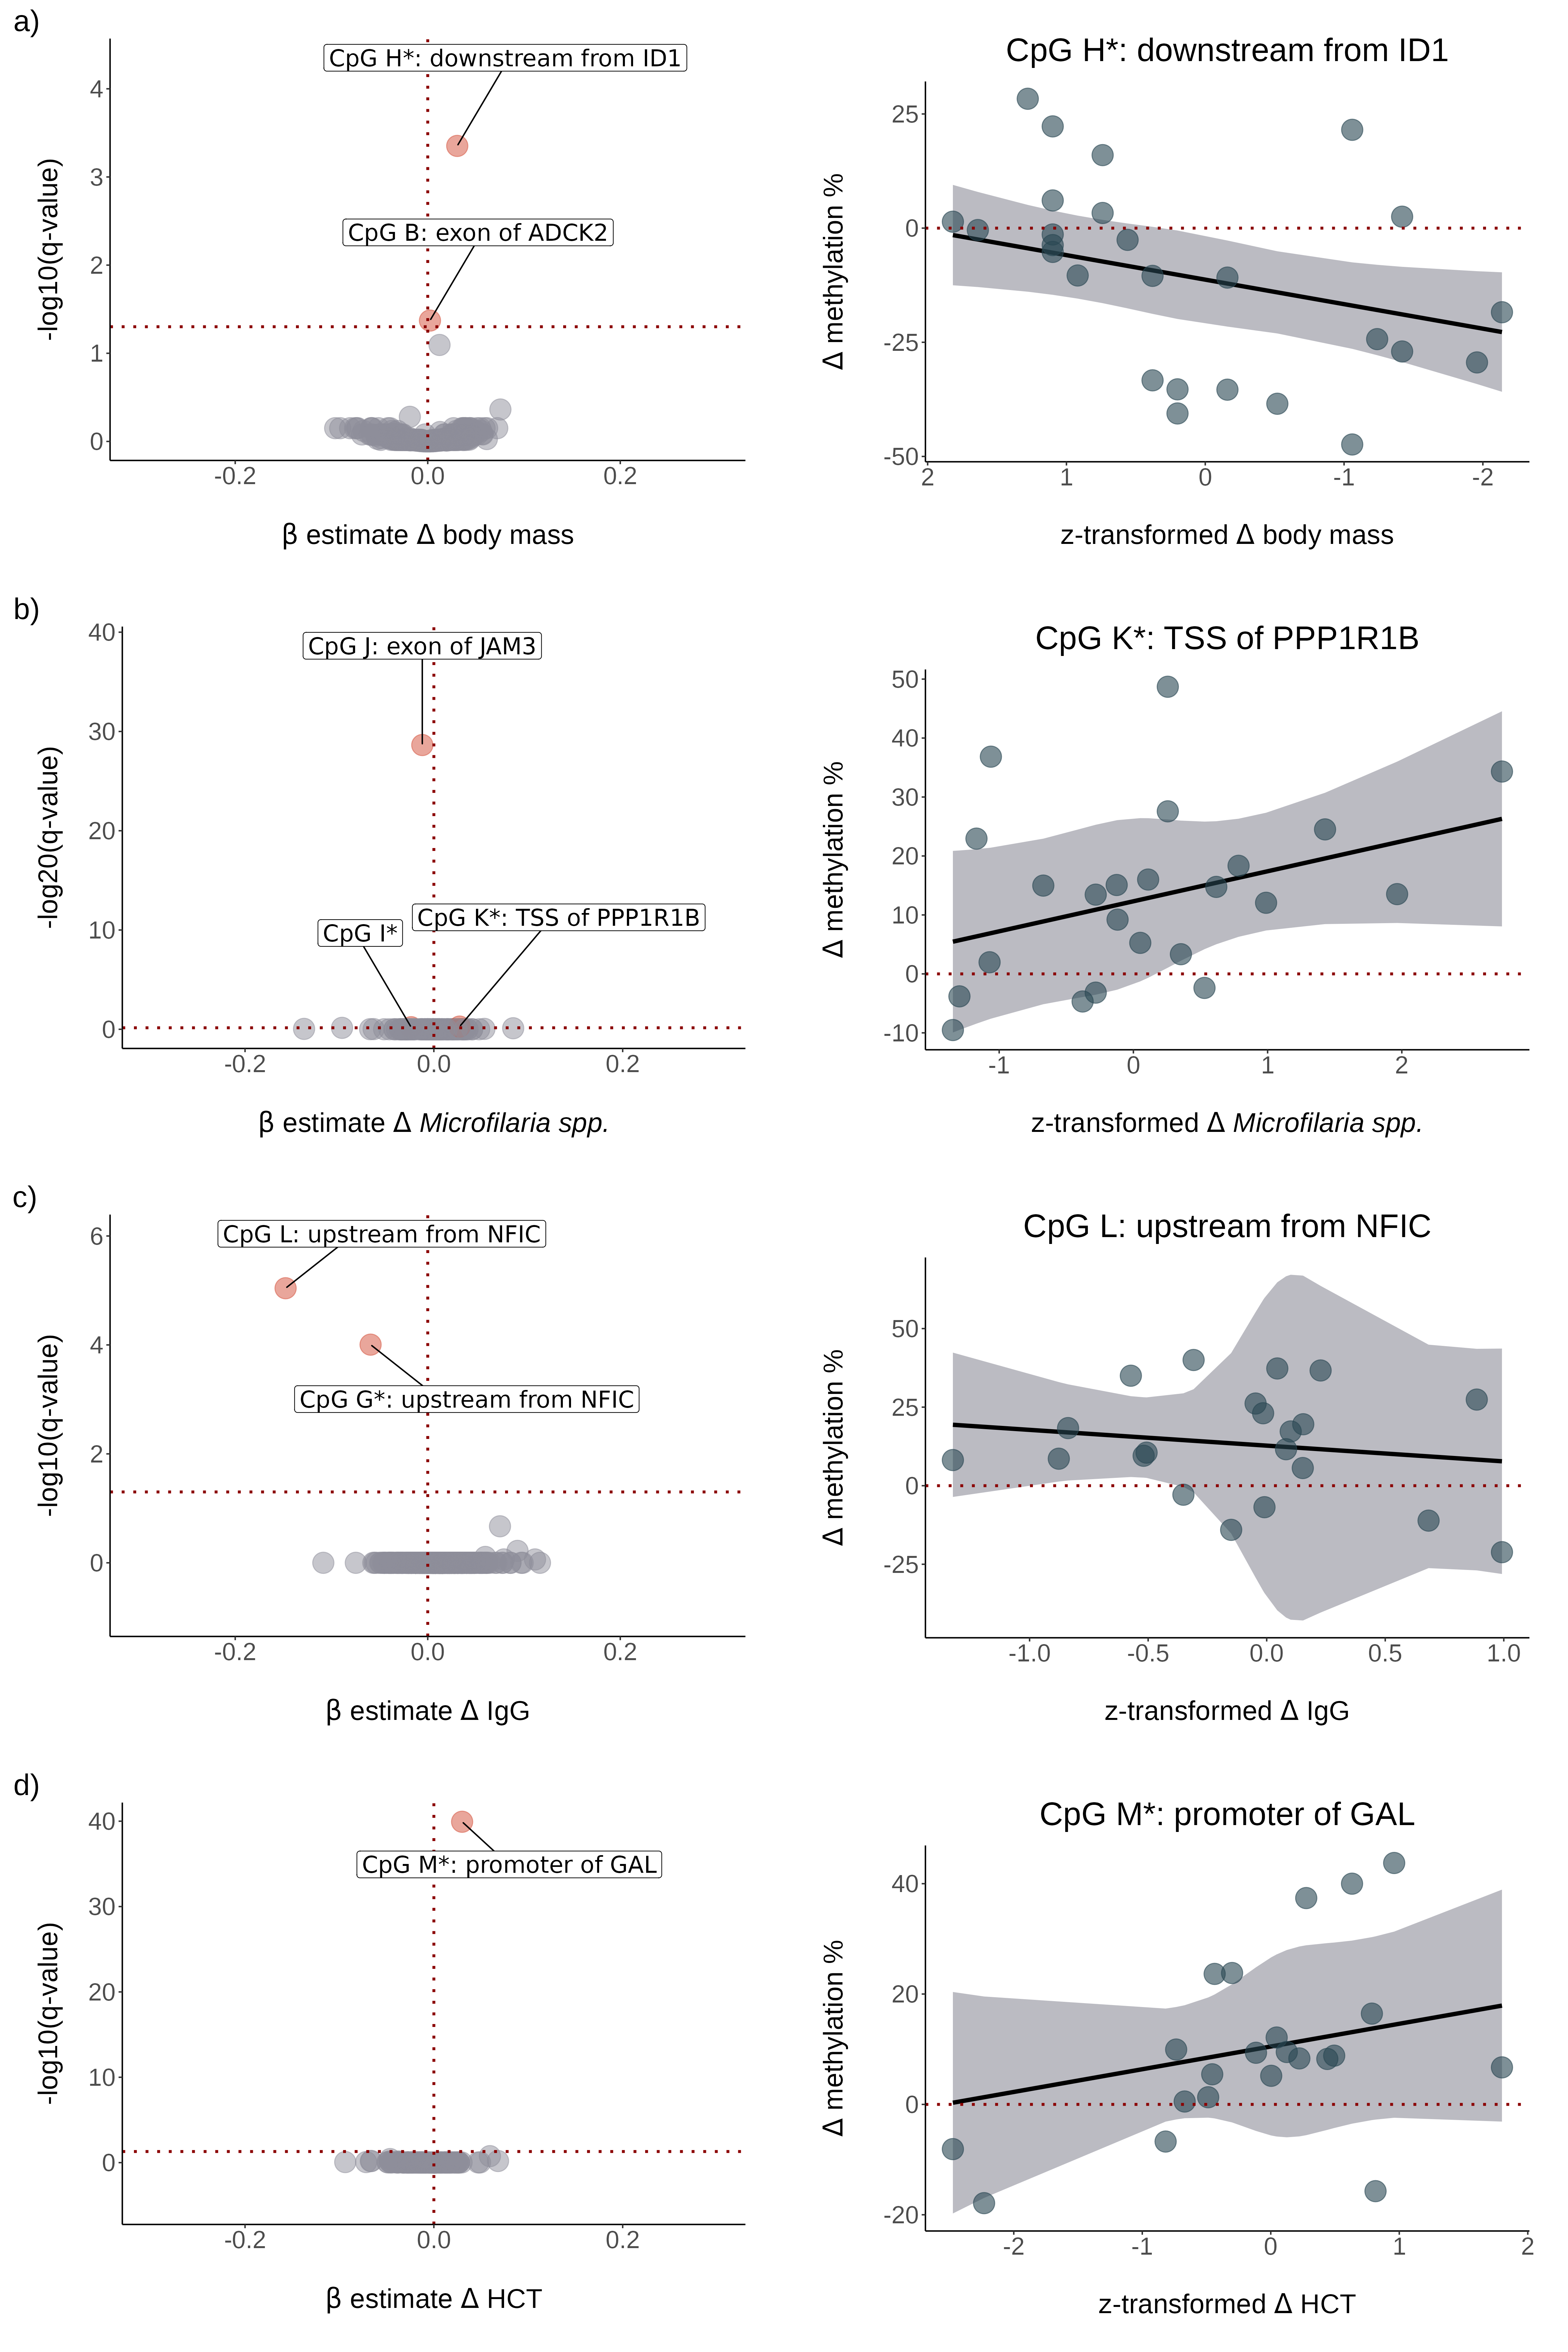 a)
CpG H*: downstream from ID1
CpG B: exon of ADCK2
-log10(q-value)
4
3
2
1
0
-0.2 0.0 0.2
β estimate Δ body mass
CpG H*: downstream from ID1
Δ methylation %
25
0
-25
-50
2 1 0 -1 -2
z-transformed Δ body mass
b)
CpG J: exon of JAM3
CpG I*
CpG K*: TSS of PPP1R1B
-log20(q-value)
40
30
20
10
0
-0.2 0.0 0.2
β estimate Δ Microfilaria spp.
CpG K*: TSS of PPP1R1B
Δ methylation %
50
40
30
20
10
0
-10
-1 0 1 2
z-transformed Δ Microfilaria spp.
c)
CpG L: upstream from NFIC
CpG G*: upstream from NFIC
-log10(q-value)
6
4
2
0
-0.2 0.0 0.2
β estimate Δ IgG
CpG L: upstream from NFIC
Δ methylation %
50
25
0
-25
-1.0 -0.5 0.0 0.5 1.0
z-transformed Δ IgG
d)
CpG M*: promoter of GAL
-log10(q-value)
40
30
20
10
0
-0.2 0.0 0.2
β estimate Δ HCT
CpG M*: promoter of GAL
Δ methylation %
40
20
0
-20
-2 -1 0 1 2
z-transformed Δ HCT